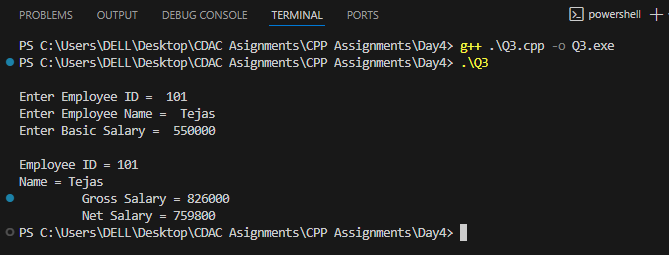 PROBLEMS OUTPUT DEBUG CONSOLE TERMINAL PORTS powershell
PS C:\Users\DELL\Desktop\CDAC Asignments\CPP Assignments\Day4> g++ .\Q3.cpp -o Q3.exe
PS C:\Users\DELL\Desktop\CDAC Asignments\CPP Assignments\Day4> .\Q3
Enter Employee ID =  101
Enter Employee Name =  Tejas
Enter Basic Salary =  550000
Employee ID = 101
Name = Tejas
Gross Salary = 826000
Net Salary = 759800
PS C:\Users\DELL\Desktop\CDAC Asignments\CPP Assignments\Day4>